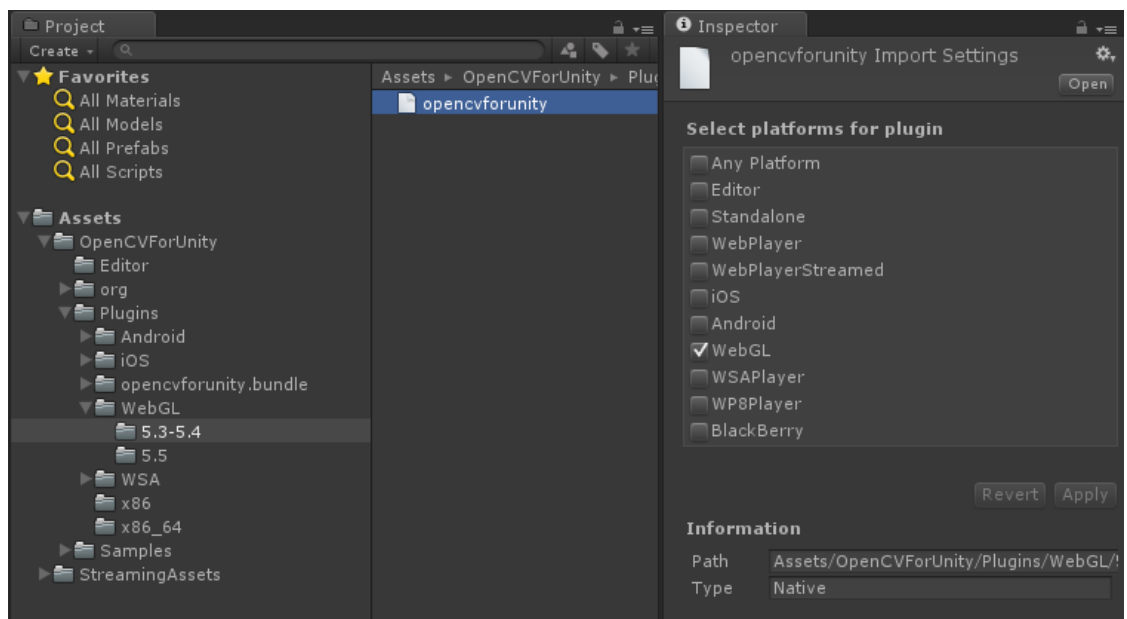 Project
Create
Favorites
All Materials
All Models
All Prefabs
All Scripts
Assets
OpenCVForUnity
Editor
org
Plugins
Android
iOS
opencvforunity.bundle
WebGL
5.3-5.4
5.5
WSA
x86
x86_64
Samples
StreamingAssets
Assets ▸ OpenCVForUnity ▸ Plug
opencvforunity
Inspector
opencvforunity Import Settings
Open
Select platforms for plugin
Any Platform
Editor
Standalone
WebPlayer
WebPlayerStreamed
iOS
Android
WebGL
WSAPlayer
WP8Player
BlackBerry
Revert Apply
Information
Path Assets/OpenCVForUnity/Plugins/WebGL/
Type Native